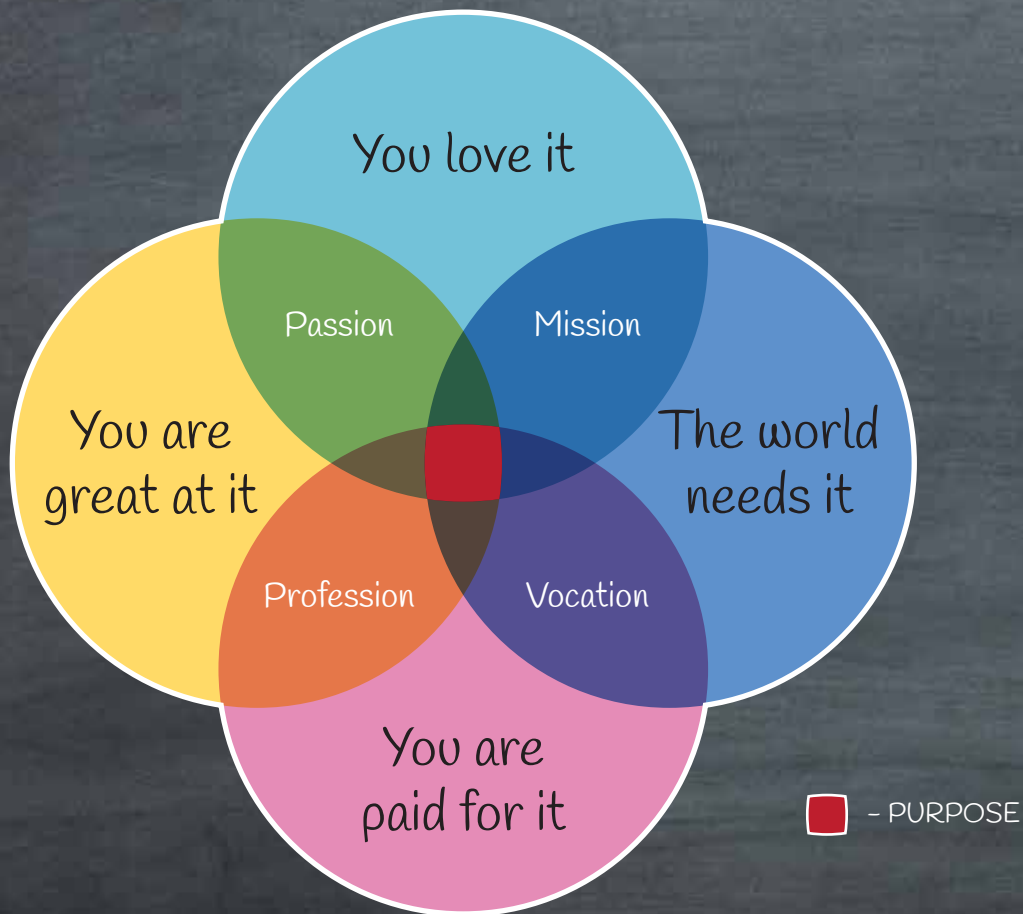 You love it
Passion
Mission
You are
great at it
The world
needs it
Profession
Vocation
You are
paid for it
- PURPOSE